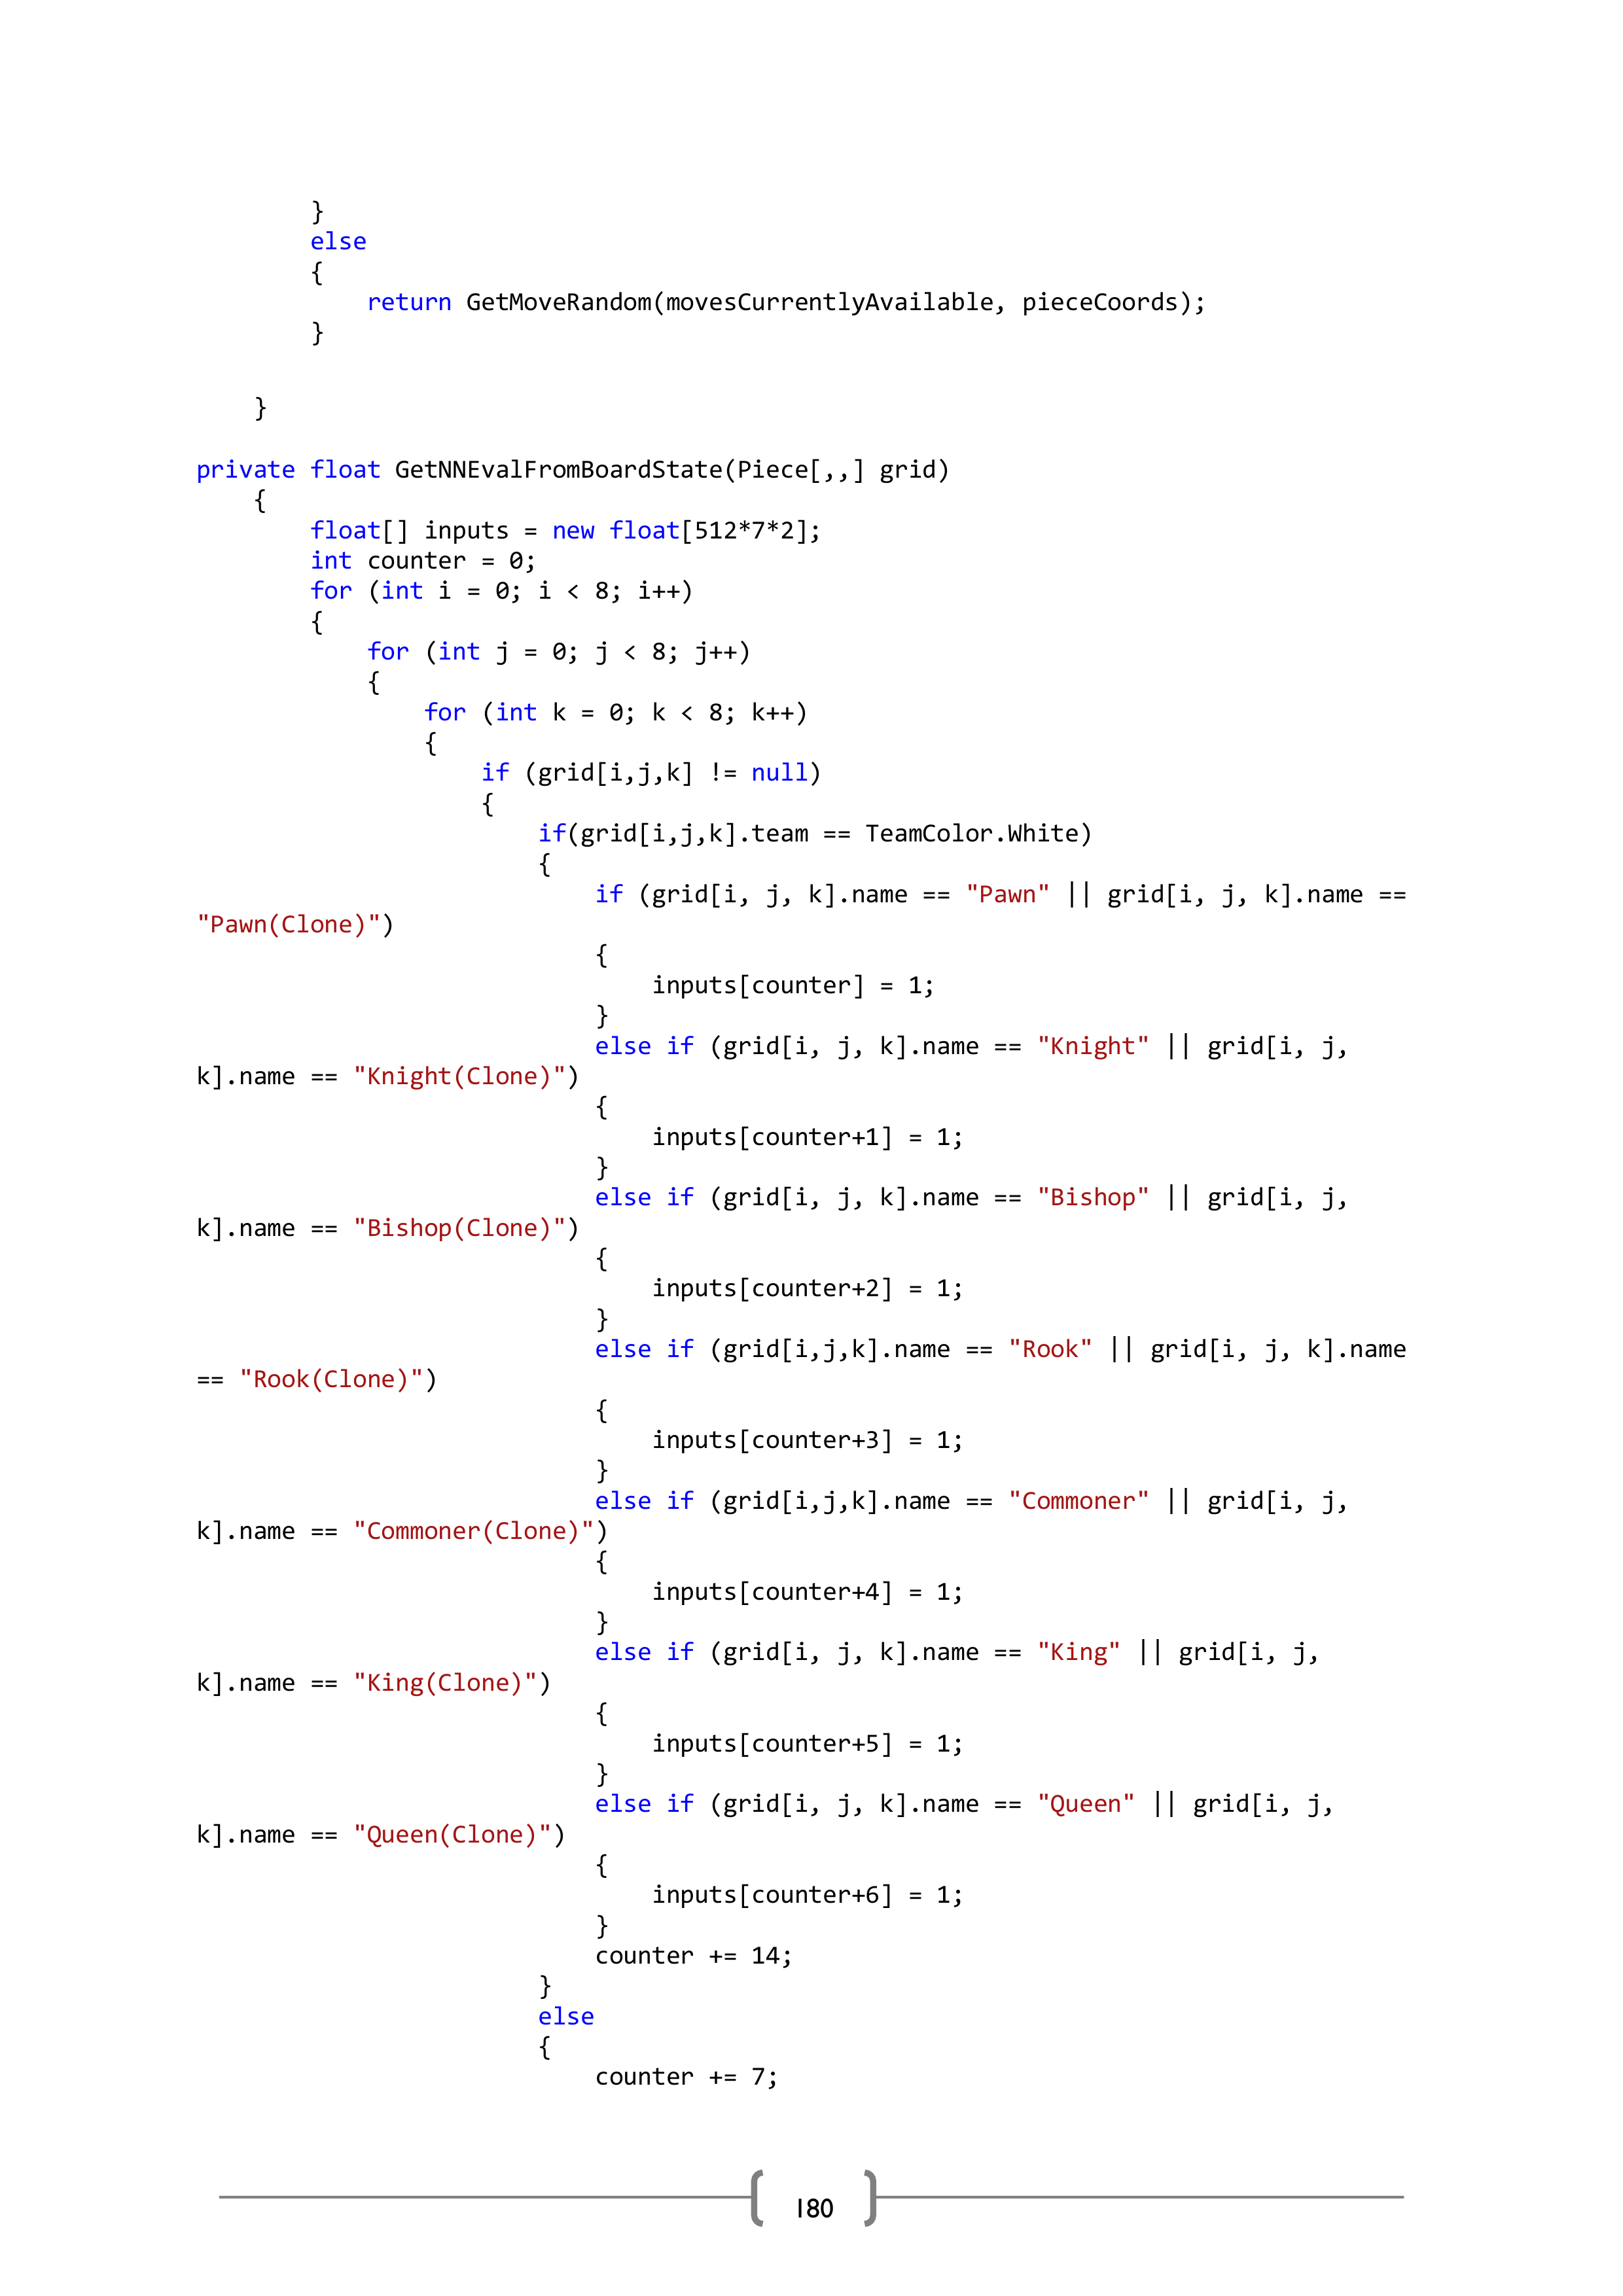 }
else
{
return GetMoveRandom(movesCurrentlyAvailable, pieceCoords);
}
}
private float GetNNEvalFromBoardState(Piece[,,] grid)
{
float[] inputs = new float[512*7*2];
int counter = 0;
for (int i = 0; i < 8; i++)
{
for (int j = 0; j < 8; j++)
{
for (int k = 0; k < 8; k++)
{
if (grid[i,j,k] != null)
{
if(grid[i,j,k].team == TeamColor.White)
{
if (grid[i, j, k].name == "Pawn" || grid[i, j, k].name ==
"Pawn(Clone)")
{
inputs[counter] = 1;
}
else if (grid[i, j, k].name == "Knight" || grid[i, j,
k].name == "Knight(Clone)")
{
inputs[counter+1] = 1;
}
else if (grid[i, j, k].name == "Bishop" || grid[i, j,
k].name == "Bishop(Clone)")
{
inputs[counter+2] = 1;
}
else if (grid[i,j,k].name == "Rook" || grid[i, j, k].name
== "Rook(Clone)")
{
inputs[counter+3] = 1;
}
else if (grid[i,j,k].name == "Commoner" || grid[i, j,
k].name == "Commoner(Clone)")
{
inputs[counter+4] = 1;
}
else if (grid[i, j, k].name == "King" || grid[i, j,
k].name == "King(Clone)")
{
inputs[counter+5] = 1;
}
else if (grid[i, j, k].name == "Queen" || grid[i, j,
k].name == "Queen(Clone)")
{
inputs[counter+6] = 1;
}
counter += 14;
}
else
{
counter += 7;
180